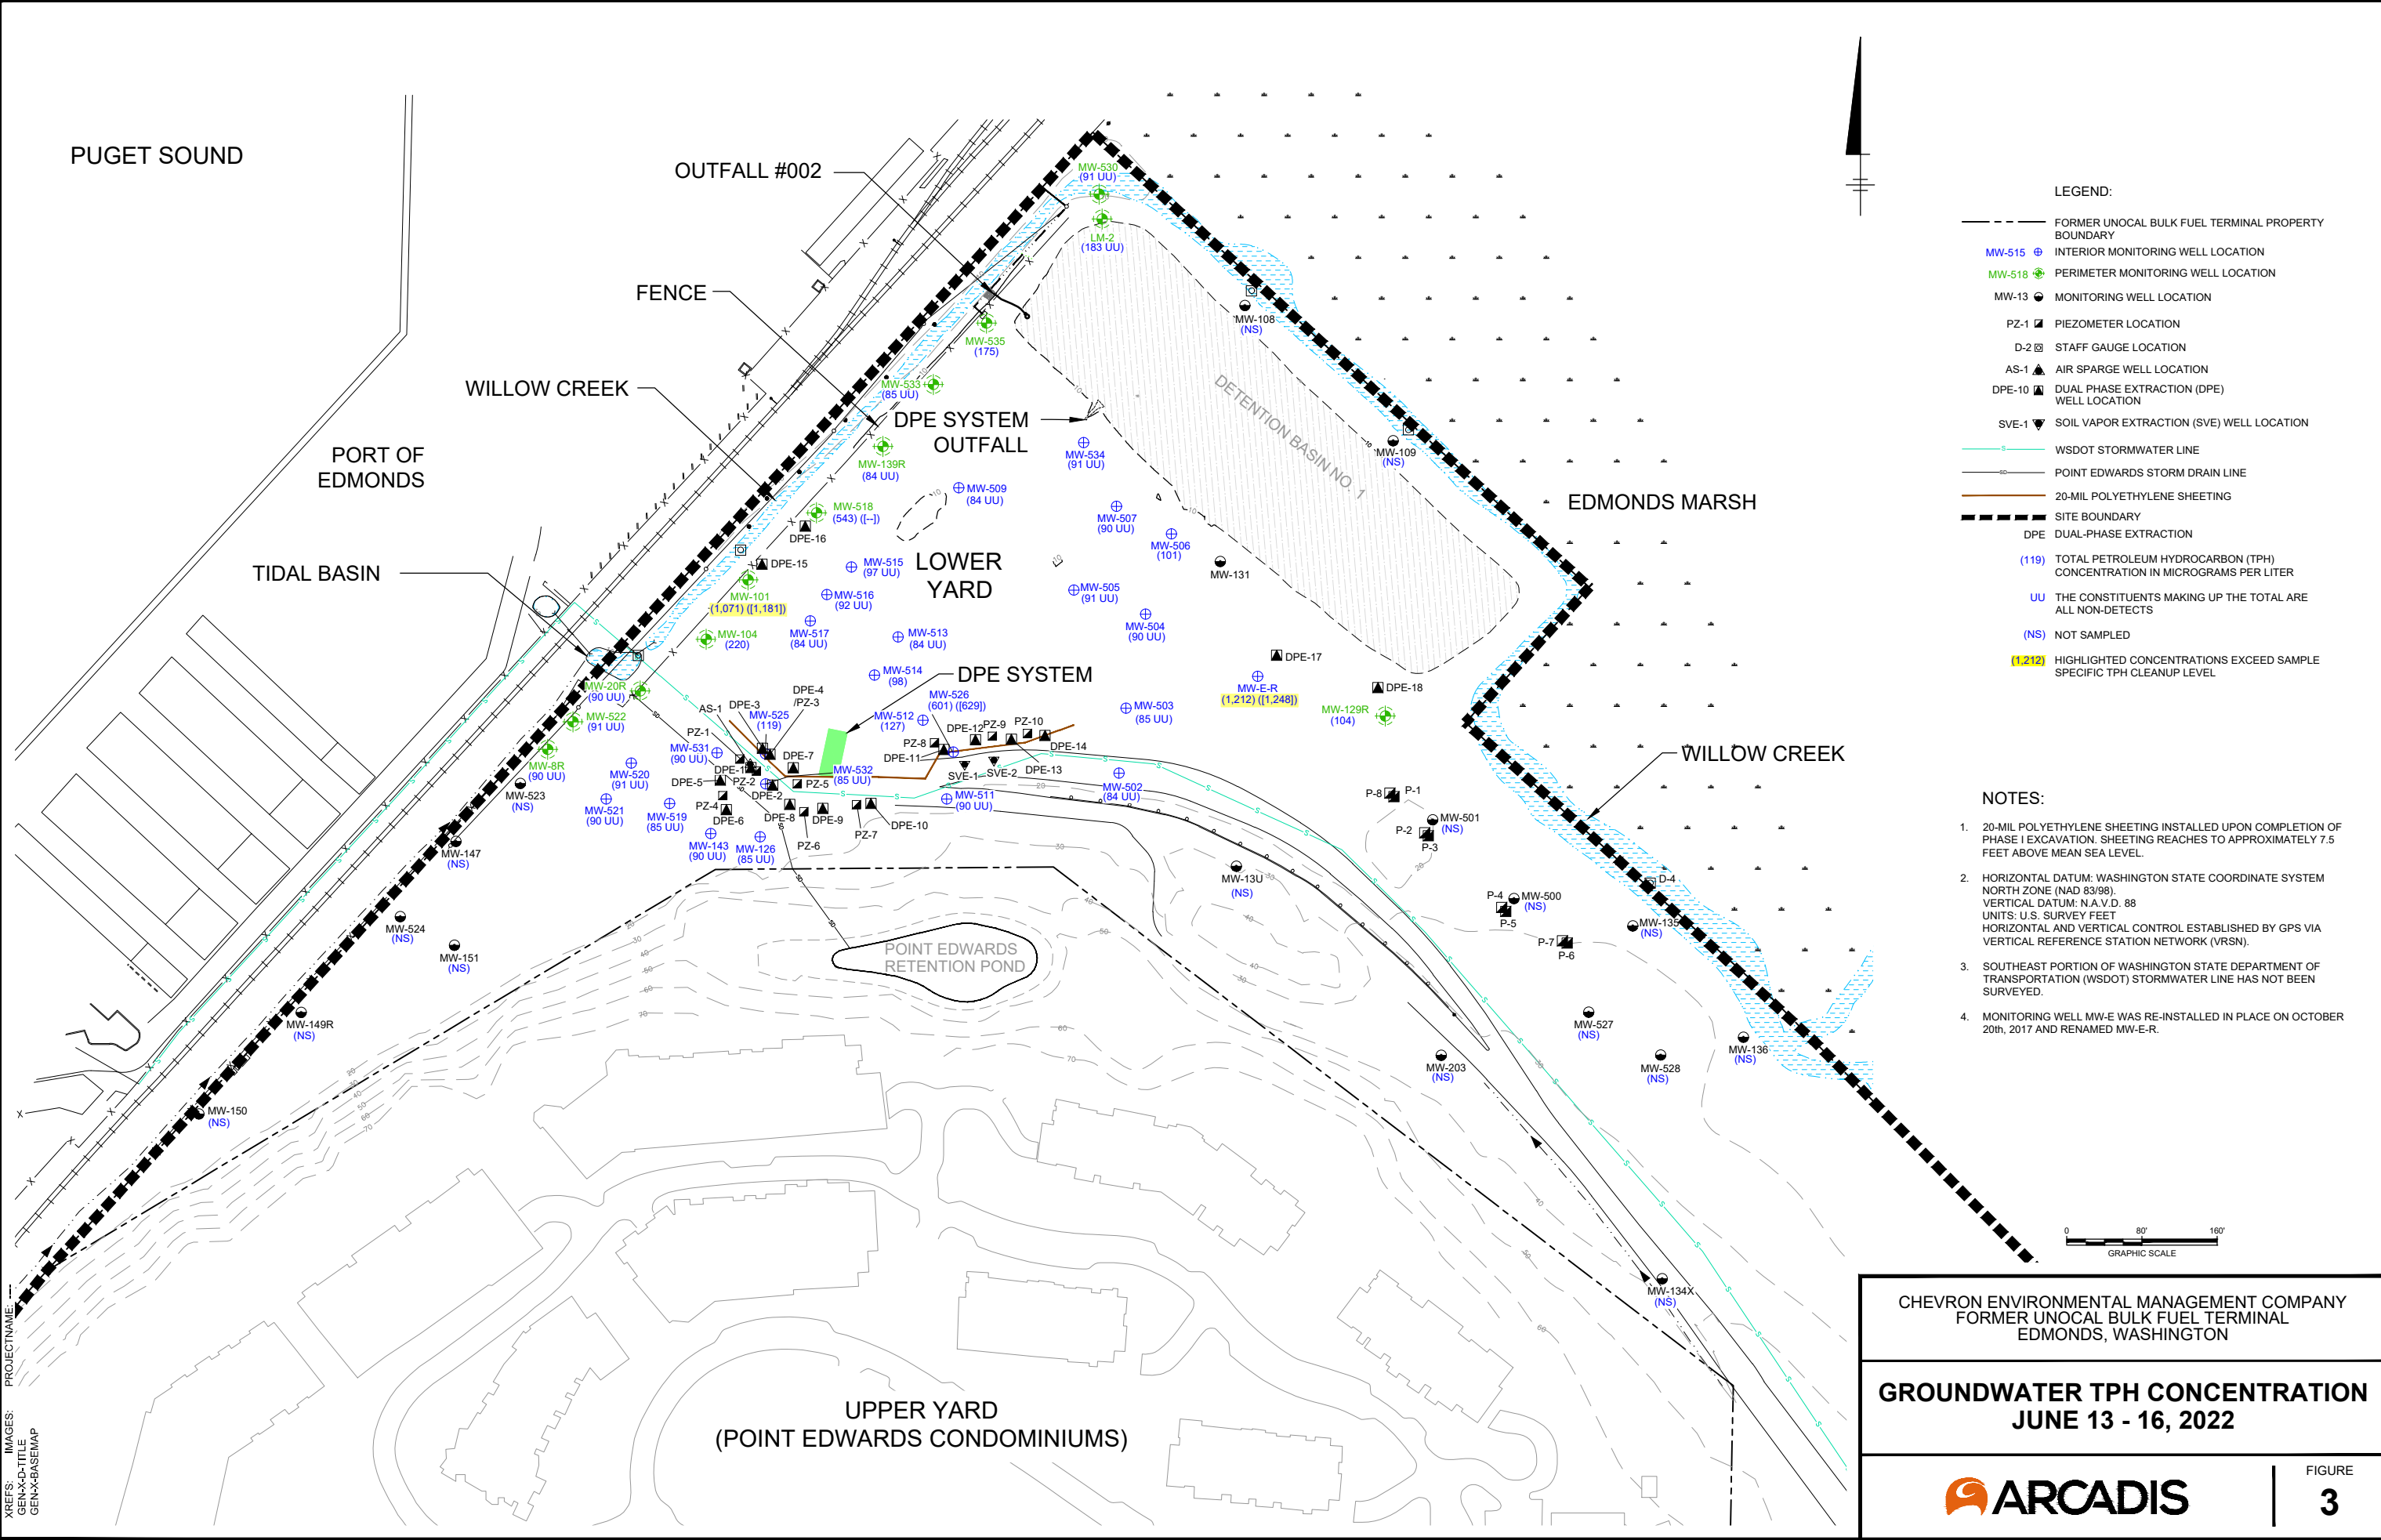 PUGET SOUND
OUTFALL #002
FENCE
WILLOW CREEK
PORT OF
EDMONDS
TIDAL BASIN
DPE SYSTEM
OUTFALL
LOWER
YARD
DPE SYSTEM
DETENTION BASIN NO. 1
EDMONDS MARSH
WILLOW CREEK
POINT EDWARDS
RETENTION POND
UPPER YARD
(POINT EDWARDS CONDOMINIUMS)
MW-530
(91 UU)
LM-2
(183 UU)
MW-108
(NS)
MW-535
(175)
MW-533
(85 UU)
MW-109
(NS)
MW-534
(91 UU)
MW-139R
(84 UU)
MW-509
(84 UU)
MW-518
(543) ([--])
DPE-16
MW-507
(90 UU)
MW-506
(101)
DPE-15
MW-515
(97 UU)
MW-131
MW-101
(1,071) ([1,181])
MW-516
(92 UU)
MW-505
(91 UU)
MW-104
(220)
MW-517
(84 UU)
MW-513
(84 UU)
MW-504
(90 UU)
DPE-17
MW-514
(98)
MW-E-R
(1,212) ([1,248])
DPE-18
MW-20R
(90 UU)
MW-129R
(104)
MW-522
(91 UU)
AS-1
DPE-3
DPE-4
/PZ-3
MW-525
(119)
MW-526
(601) ([629])
MW-512
(127)
MW-503
(85 UU)
PZ-1
DPE-12
PZ-9
PZ-10
PZ-8
DPE-14
DPE-11
DPE-13
SVE-1
SVE-2
MW-531
(90 UU)
DPE-7
DPE-1
PZ-2
MW-532
(85 UU)
PZ-5
MW-8R
(90 UU)
MW-520
(91 UU)
DPE-5
DPE-2
MW-502
(84 UU)
MW-523
(NS)
MW-521
(90 UU)
MW-519
(85 UU)
PZ-4
DPE-6
DPE-8
DPE-9
PZ-6
PZ-7
DPE-10
MW-511
(90 UU)
P-8
P-1
MW-501
(NS)
P-2
P-3
MW-143
(90 UU)
MW-126
(85 UU)
MW-147
(NS)
MW-13U
(NS)
D-4
P-4
MW-500
(NS)
P-5
MW-135
(NS)
P-7
P-6
MW-524
(NS)
MW-151
(NS)
MW-149R
(NS)
MW-527
(NS)
MW-136
(NS)
MW-203
(NS)
MW-528
(NS)
MW-150
(NS)
MW-134X
(NS)
LEGEND:
FORMER UNOCAL BULK FUEL TERMINAL PROPERTY
BOUNDARY
MW-515 INTERIOR MONITORING WELL LOCATION
MW-518 PERIMETER MONITORING WELL LOCATION
MW-13 MONITORING WELL LOCATION
PZ-1 PIEZOMETER LOCATION
D-2 STAFF GAUGE LOCATION
AS-1 AIR SPARGE WELL LOCATION
DPE-10 DUAL PHASE EXTRACTION (DPE)
WELL LOCATION
SVE-1 SOIL VAPOR EXTRACTION (SVE) WELL LOCATION
S WSDOT STORMWATER LINE
SD POINT EDWARDS STORM DRAIN LINE
20-MIL POLYETHYLENE SHEETING
SITE BOUNDARY
DPE DUAL-PHASE EXTRACTION
(119) TOTAL PETROLEUM HYDROCARBON (TPH)
CONCENTRATION IN MICROGRAMS PER LITER
UU THE CONSTITUENTS MAKING UP THE TOTAL ARE
ALL NON-DETECTS
(NS) NOT SAMPLED
(1,212) HIGHLIGHTED CONCENTRATIONS EXCEED SAMPLE
SPECIFIC TPH CLEANUP LEVEL
NOTES:
1. 20-MIL POLYETHYLENE SHEETING INSTALLED UPON COMPLETION OF
PHASE I EXCAVATION. SHEETING REACHES TO APPROXIMATELY 7.5
FEET ABOVE MEAN SEA LEVEL.
2. HORIZONTAL DATUM: WASHINGTON STATE COORDINATE SYSTEM
NORTH ZONE (NAD 83/98).
VERTICAL DATUM: N.A.V.D. 88
UNITS: U.S. SURVEY FEET
HORIZONTAL AND VERTICAL CONTROL ESTABLISHED BY GPS VIA
VERTICAL REFERENCE STATION NETWORK (VRSN).
3. SOUTHEAST PORTION OF WASHINGTON STATE DEPARTMENT OF
TRANSPORTATION (WSDOT) STORMWATER LINE HAS NOT BEEN
SURVEYED.
4. MONITORING WELL MW-E WAS RE-INSTALLED IN PLACE ON OCTOBER
20th, 2017 AND RENAMED MW-E-R.
0 80' 160'
GRAPHIC SCALE
CHEVRON ENVIRONMENTAL MANAGEMENT COMPANY
FORMER UNOCAL BULK FUEL TERMINAL
EDMONDS, WASHINGTON
GROUNDWATER TPH CONCENTRATION
JUNE 13 - 16, 2022
ARCADIS
FIGURE
3
XREFS: IMAGES: PROJECTNAME: ---
GEN-X-D-TITLE
GEN-X-BASEMAP